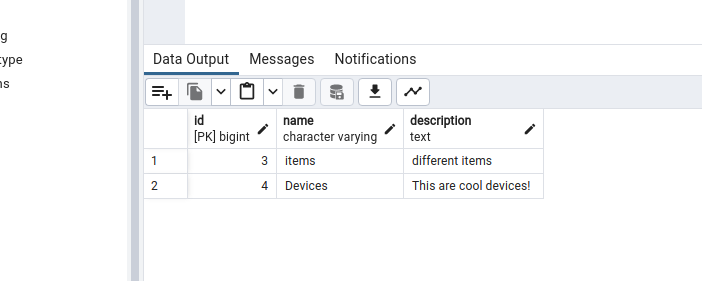 g
type
ns
Data Output Messages Notifications
id name description
[PK] bigint character varying text
1 3 items different items
2 4 Devices This are cool devices!